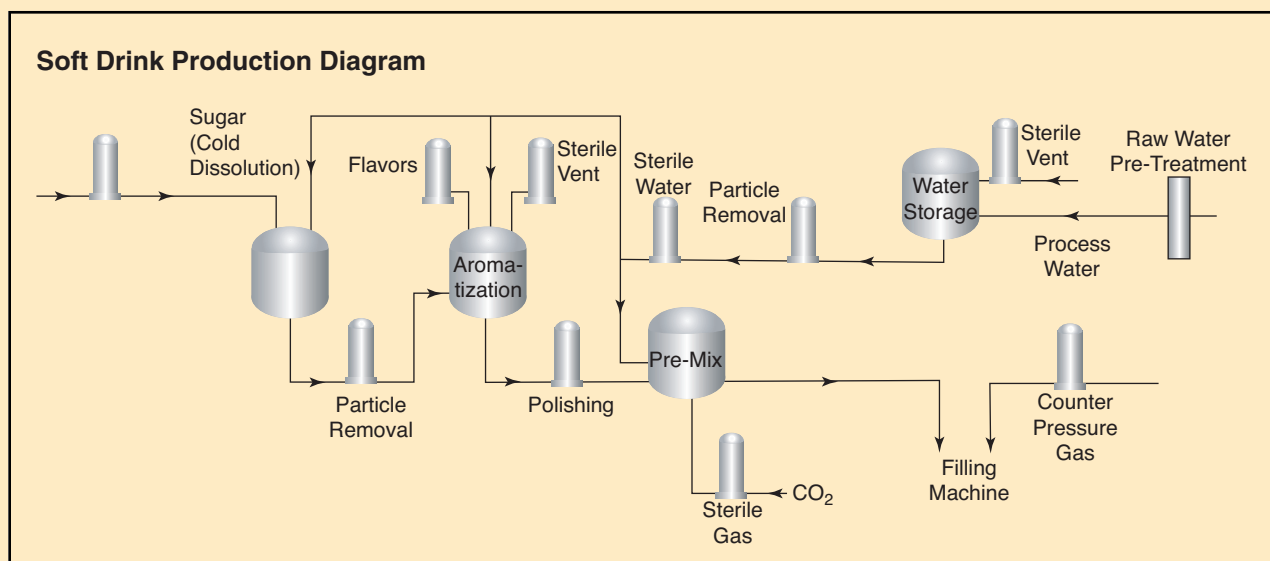 Soft Drink Production Diagram
Sugar
(Cold
Dissolution)
Flavors
Sterile
Vent
Sterile
Water
Particle
Removal
Water
Storage
Sterile
Vent
Raw Water
Pre-Treatment
Process
Water
Aroma-
tization
Particle
Removal
Polishing
Pre-Mix
Sterile
Gas
CO₂
Filling
Machine
Counter
Pressure
Gas